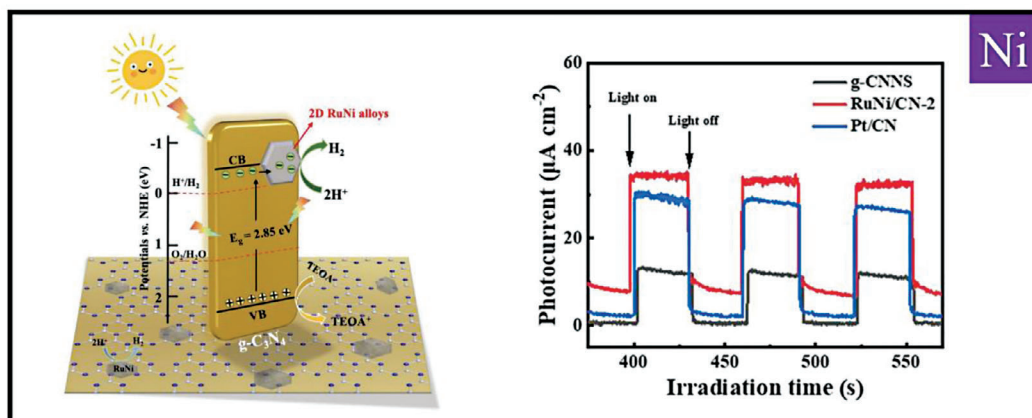 Ni
2D RuNi alloys
-1
CB
H₂
H⁺/H₂
0
2H⁺
Potentials vs. NHE (eV)
E_g = 2.85 eV
1
O₂/H₂O
TEOA
2
VB
TEOA⁺
g-C₃N₄
2H⁺
H₂
RuNi
60
g-CNNS
RuNi/CN-2
Pt/CN
Light on
Light off
40
20
0
Photocurrent (μA cm⁻²)
400
450
500
550
Irradiation time (s)